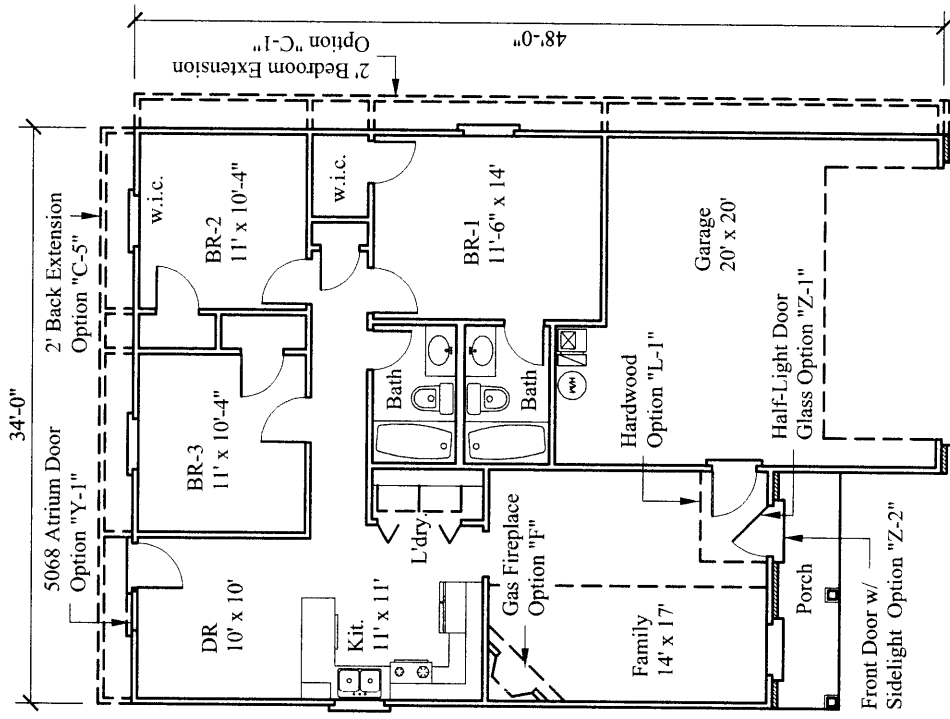 34'-0"
48'-0"
5068 Atrium Door
Option "Y-1"
2' Back Extension
Option "C-5"
2' Bedroom Extension
Option "C-1"
DR
10' x 10'
BR-3
11' x 10'-4"
BR-2
11' x 10'-4"
w.i.c.
w.i.c.
Kit.
11' x 11'
L'dry.
Bath
Bath
BR-1
11'-6" x 14'
Gas Fireplace
Option "F"
Family
14' x 17'
Hardwood
Option "L-1"
WH
Garage
20' x 20'
Half-Light Door
Glass Option "Z-1"
Porch
Front Door w/
Sidelight Option "Z-2"